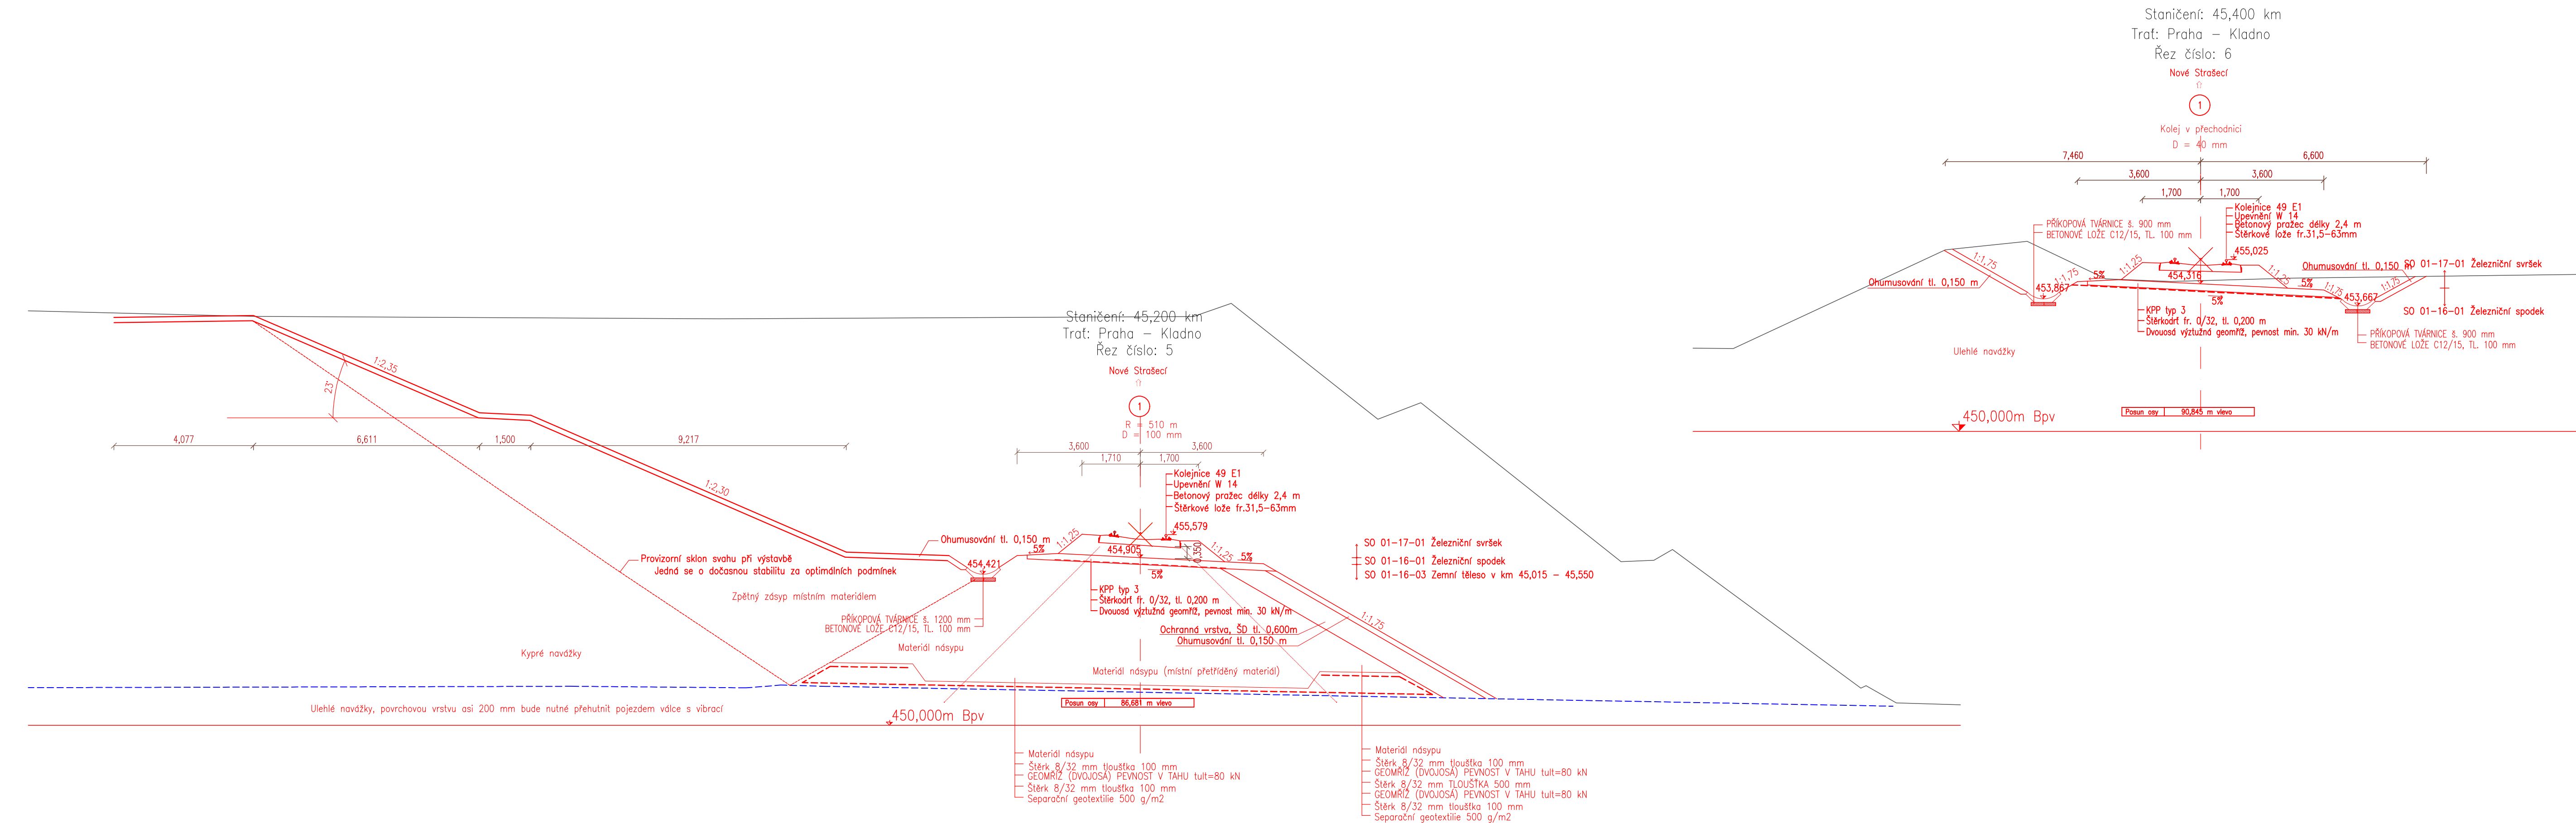 Staničení: 45,400 km
Trať: Praha – Kladno
Řez číslo: 6
Nové Strašecí
1
Kolej v přechodnici
D = 40 mm
7,460
6,600
3,600
3,600
1,700
1,700
Kolejnice 49 E1
Upevnění W 14
Betonový pražec délky 2,4 m
Štěrkové lože fr.31,5–63mm
PŘÍKOPOVÁ TVÁRNICE š. 900 mm
BETONOVÉ LOŽE C12/15, TL. 100 mm
455,025
1:1,75
Ohumusování tl. 0,150 m
453,867
1:1,75
5%
1:1,25
454,316
5%
1:1,25
Ohumusování tl. 0,150 m
5%
1:1,75
453,667
1:1,75
SO 01-17-01 Železniční svršek
SO 01-16-01 Železniční spodek
KPP typ 3
Štěrkodrť fr. 0/32, tl. 0,200 m
Dvouosá výztužná geomříž, pevnost min. 30 kN/m
PŘÍKOPOVÁ TVÁRNICE š. 900 mm
BETONOVÉ LOŽE C12/15, TL. 100 mm
Ulehlé navážky
Posun osy 90,845 m vlevo
450,000m Bpv
Staničení: 45,200 km
Trať: Praha – Kladno
Řez číslo: 5
Nové Strašecí
1
R = 510 m
D = 100 mm
3,600
3,600
1,710
1,700
1:2,35
23°
4,077
6,611
1,500
9,217
1:2,30
Kolejnice 49 E1
Upevnění W 14
Betonový pražec délky 2,4 m
Štěrkové lože fr.31,5–63mm
455,579
Ohumusování tl. 0,150 m
5%
1:1,25
454,905
0,350
1:1,25
5%
5%
454,421
SO 01-17-01 Železniční svršek
SO 01-16-01 Železniční spodek
SO 01-16-03 Zemní těleso v km 45,015 – 45,550
Provizorní sklon svahu při výstavbě
Jedná se o dočasnou stabilitu za optimálních podmínek
Zpětný zásyp místním materiálem
KPP typ 3
Štěrkodrť fr. 0/32, tl. 0,200 m
Dvouosá výztužná geomříž, pevnost min. 30 kN/m
PŘÍKOPOVÁ TVÁRNICE š. 1200 mm
BETONOVÉ LOŽE C12/15, TL. 100 mm
1:1,75
Ochranná vrstva, ŠD tl. 0,600m
Ohumusování tl. 0,150 m
Kypré navážky
Materiál násypu
Materiál násypu (místní přetříděný materiál)
Posun osy 86,681 m vlevo
Ulehlé navážky, povrchovou vrstvu asi 200 mm bude nutné přehutnit pojezdem válce s vibrací
450,000m Bpv
Materiál násypu
Štěrk 8/32 mm tloušťka 100 mm
GEOMŘÍŽ (DVOJOSÁ) PEVNOST V TAHU tult=80 kN
Štěrk 8/32 mm tloušťka 100 mm
Separační geotextilie 500 g/m2
Materiál násypu
Štěrk 8/32 mm tloušťka 100 mm
GEOMŘÍŽ (DVOJOSÁ) PEVNOST V TAHU tult=80 kN
Štěrk 8/32 mm TLOUŠŤKA 500 mm
GEOMŘÍŽ (DVOJOSÁ) PEVNOST V TAHU tult=80 kN
Štěrk 8/32 mm tloušťka 100 mm
Separační geotextilie 500 g/m2